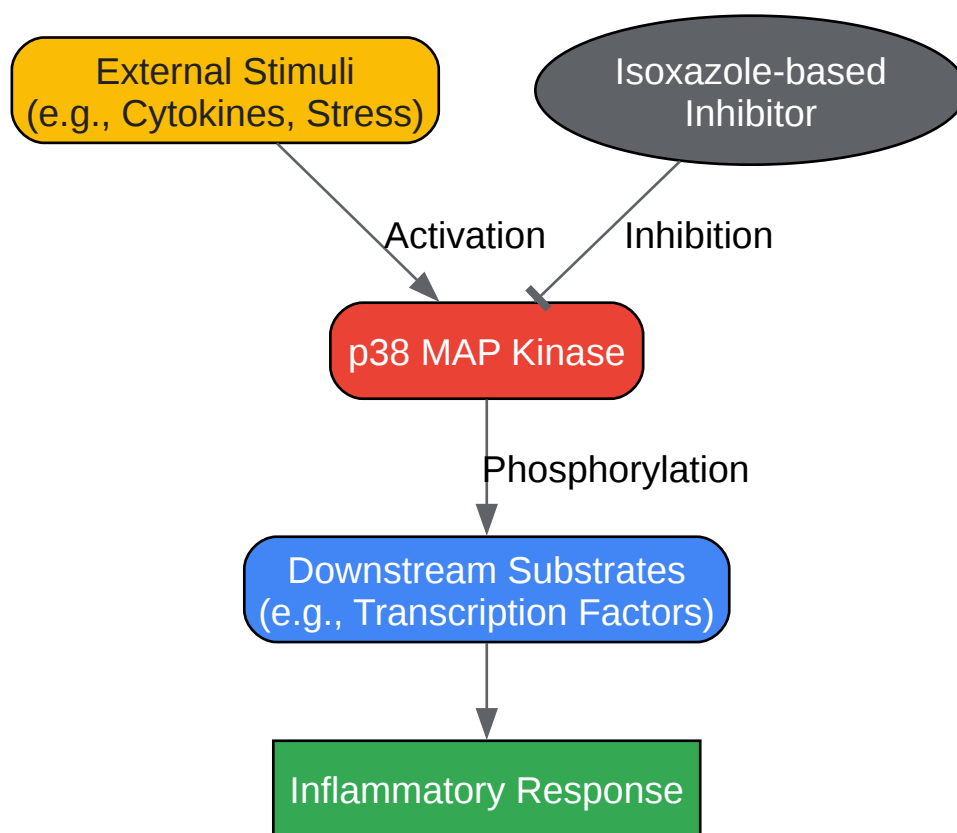 External Stimuli
(e.g., Cytokines, Stress)
Isoxazole-based
Inhibitor
Activation
Inhibition
p38 MAP Kinase
Phosphorylation
Downstream Substrates
(e.g., Transcription Factors)
Inflammatory Response